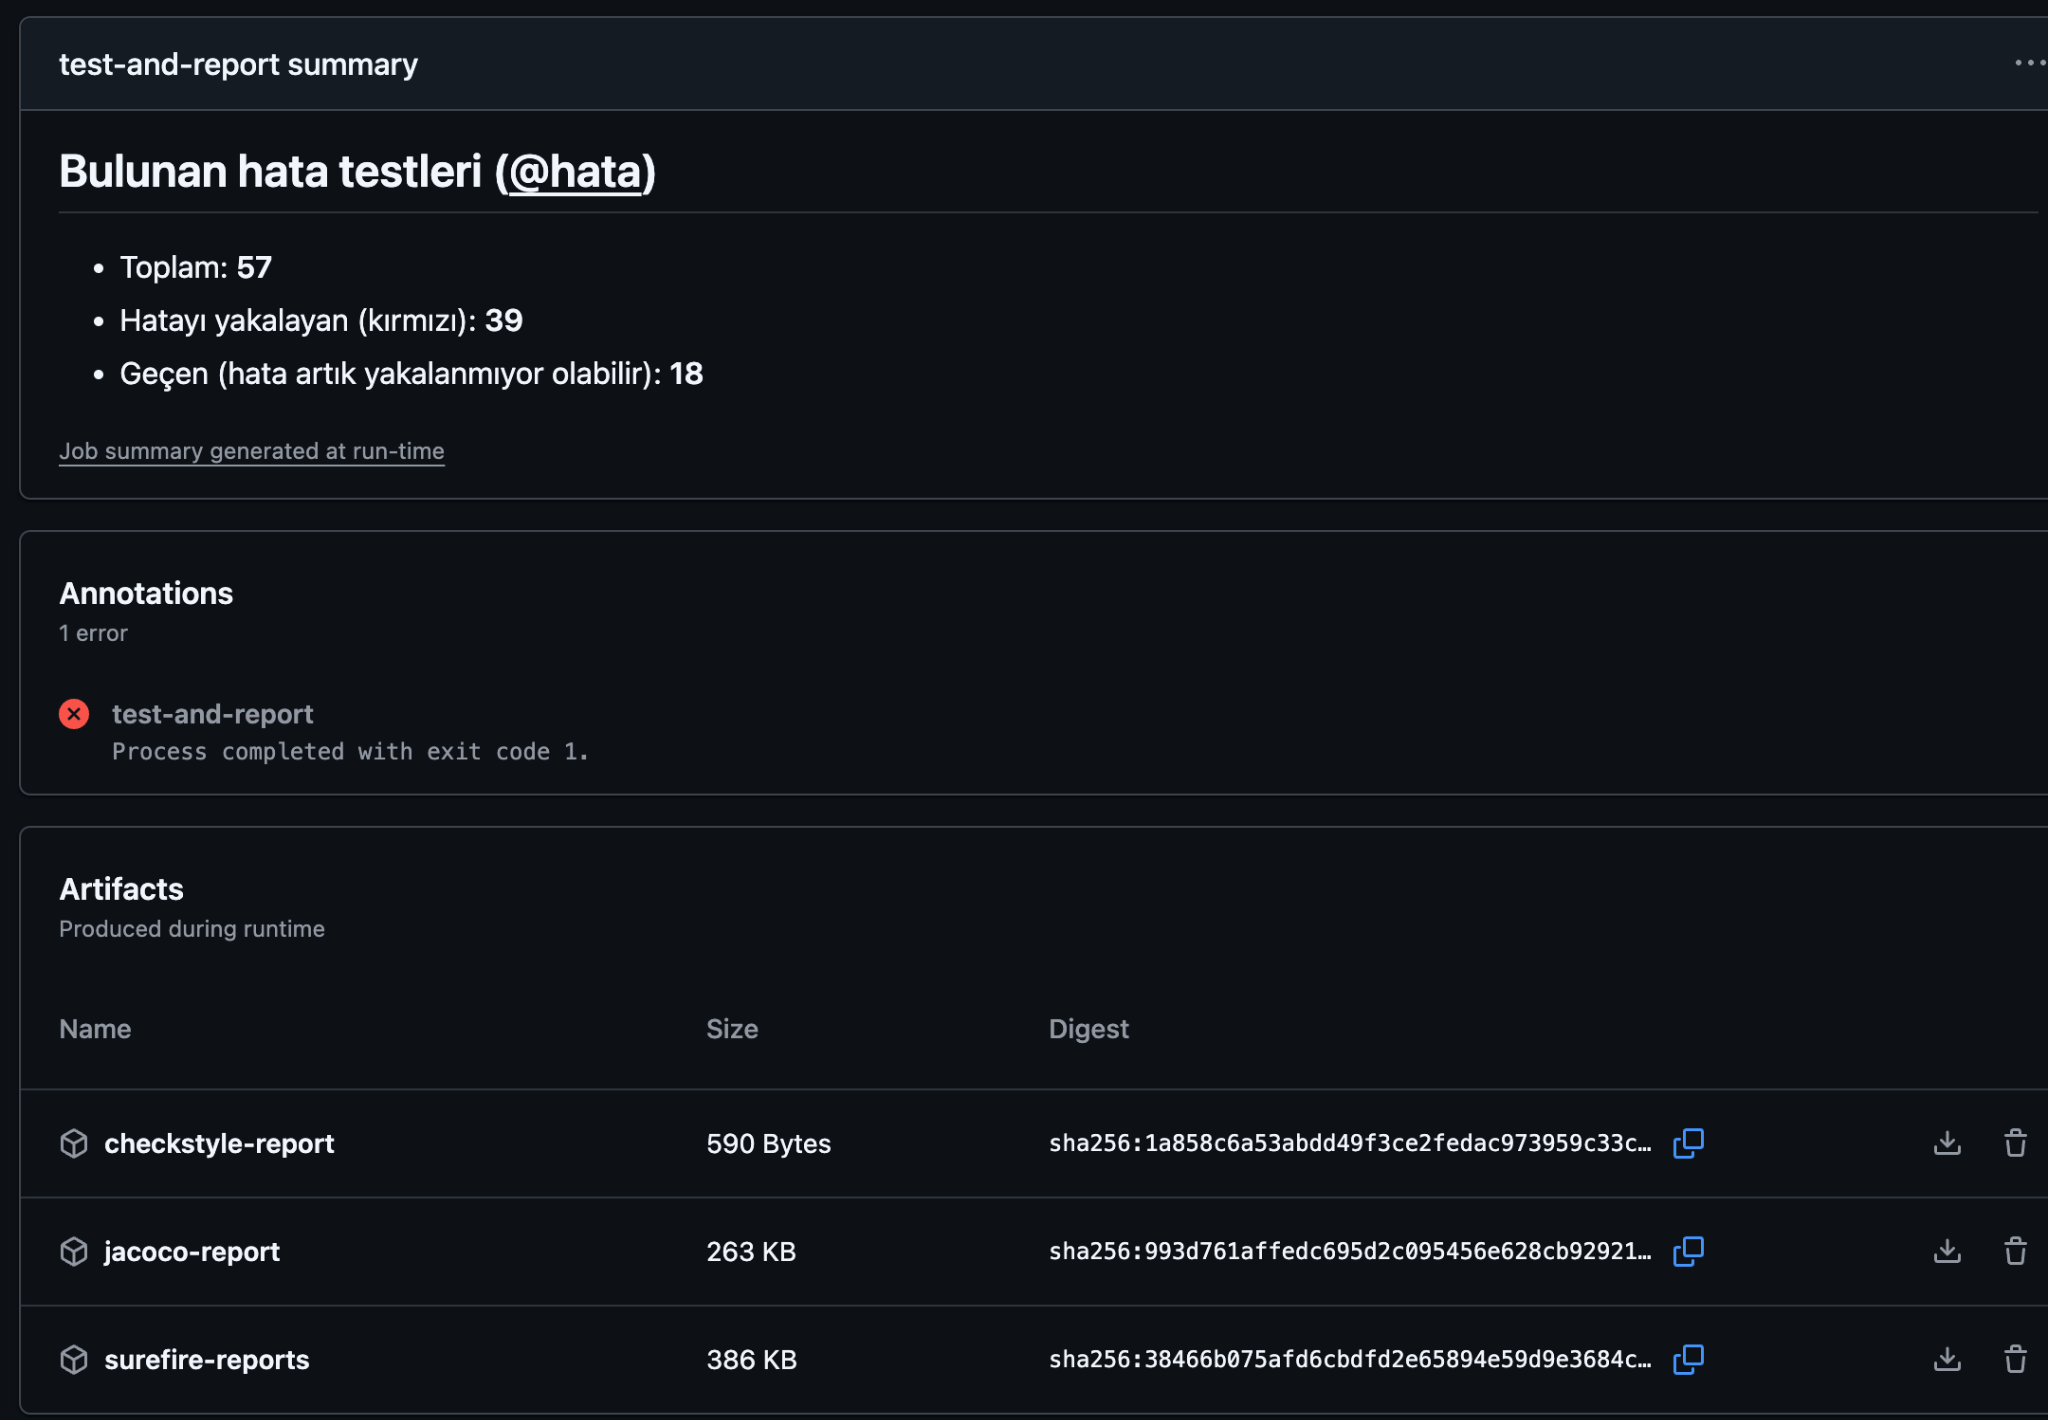 test-and-report summary
Bulunan hata testleri (@hata)
• Toplam: 57
• Hatayı yakalayan (kırmızı): 39
• Geçen (hata artık yakalanmıyor olabilir): 18
Job summary generated at run-time
Annotations
1 error
test-and-report
Process completed with exit code 1.
Artifacts
Produced during runtime
Name Size Digest
checkstyle-report 590 Bytes sha256:1a858c6a53abdd49f3ce2fedac973959c33c…
jacoco-report 263 KB sha256:993d761affedc695d2c095456e628cb92921…
surefire-reports 386 KB sha256:38466b075afd6cbdfd2e65894e59d9e3684c…